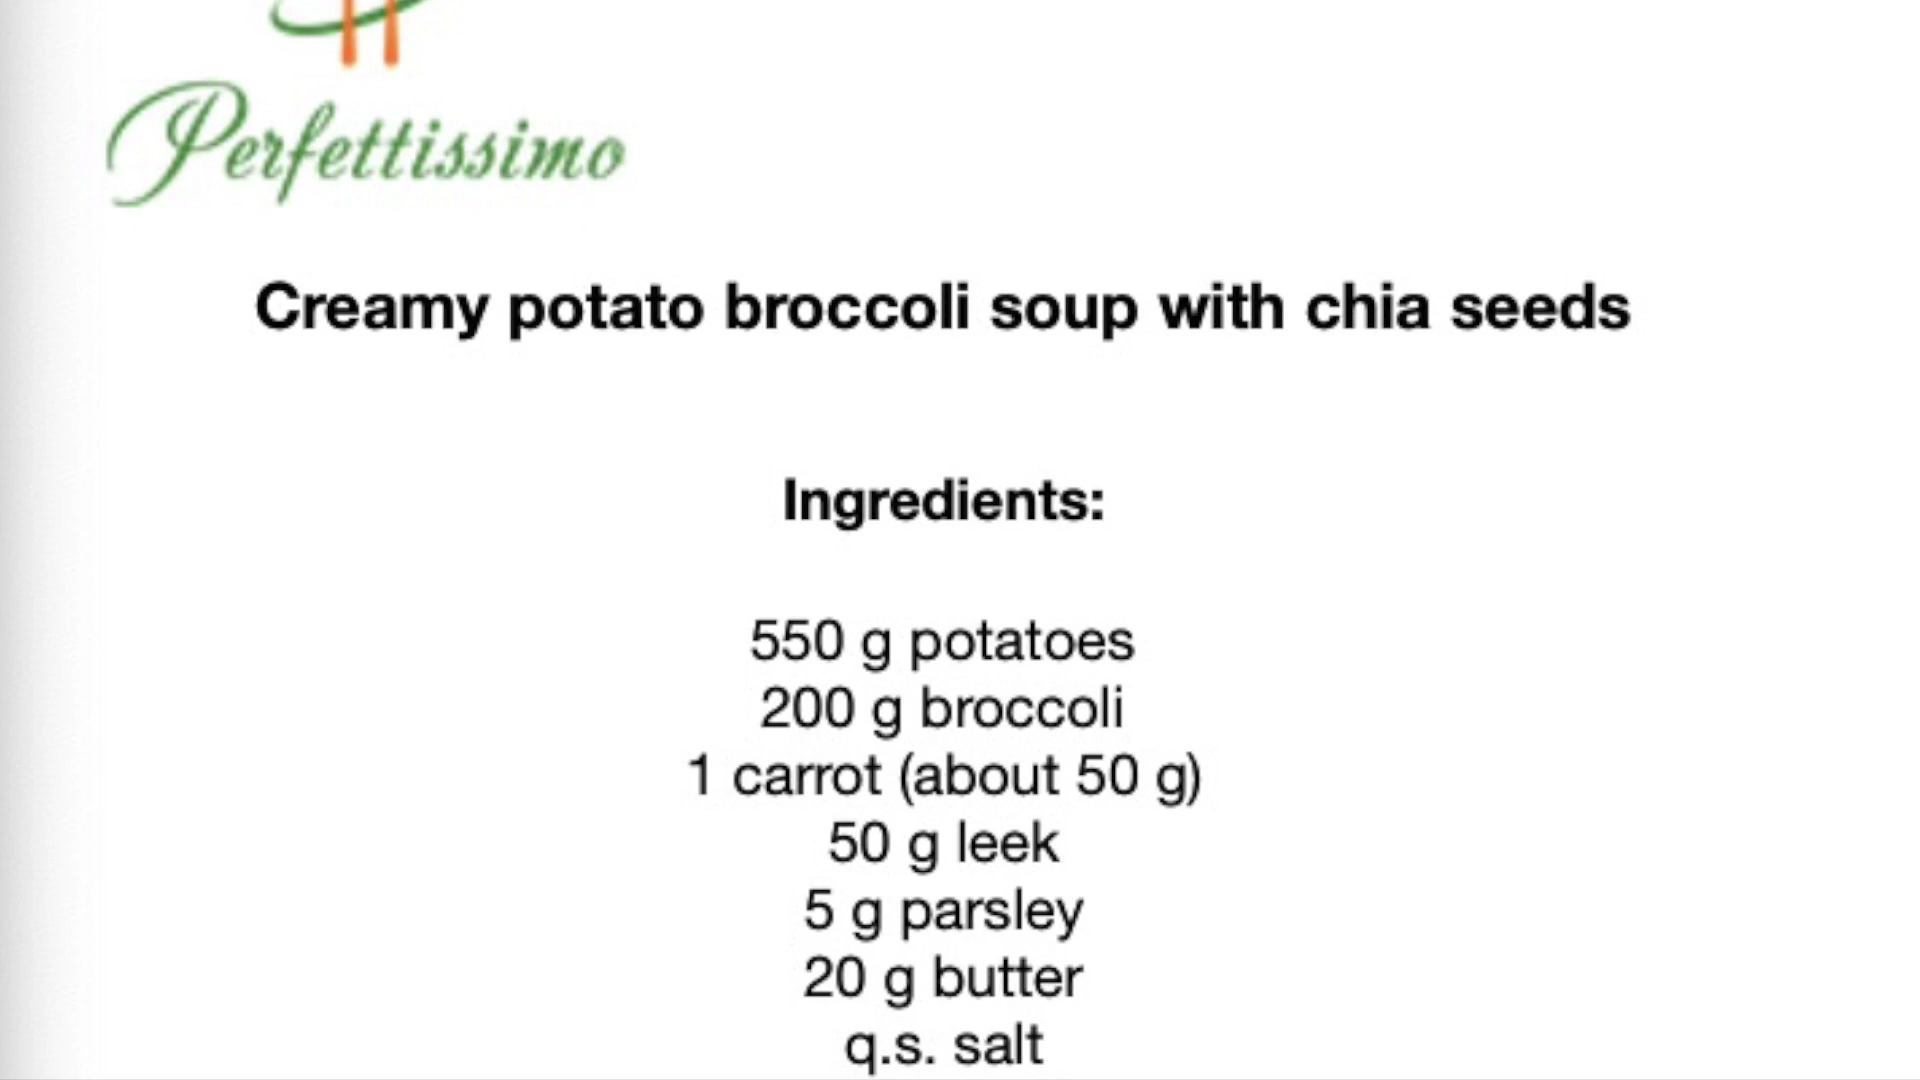 Perfettissimo
Creamy potato broccoli soup with chia seeds
Ingredients:
550 g potatoes
200 g broccoli
1 carrot (about 50 g)
50 g leek
5 g parsley
20 g butter
q.s. salt